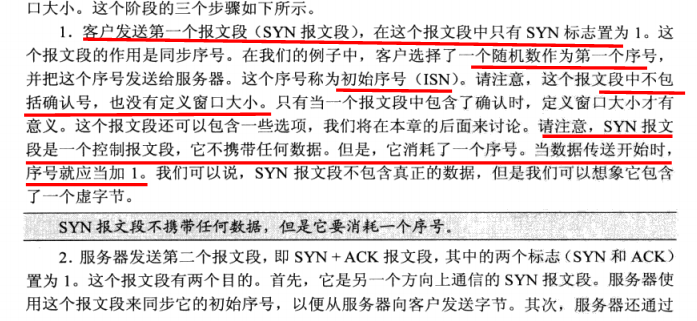 口大小。这个阶段的三个步骤如下所示。
1. 客户发送第一个报文段（SYN 报文段），在这个报文段中只有 SYN 标志置为 1。这
个报文段的作用是同步序号。在我们的例子中，客户选择了一个随机数作为第一个序号，
并把这个序号发送给服务器。这个序号称为初始序号（ISN）。请注意，这个报文段中不包
括确认号，也没有定义窗口大小。只有当一个报文段中包含了确认时，定义窗口大小才有
意义。这个报文段还可以包含一些选项，我们将在本章的后面来讨论。请注意，SYN 报文
段是一个控制报文段，它不携带任何数据。但是，它消耗了一个序号。当数据传送开始时，
序号就应当加 1。我们可以说，SYN 报文段不包含真正的数据，但是我们可以想象它包含
了一个虚字节。
SYN 报文段不携带任何数据，但是它要消耗一个序号。
2. 服务器发送第二个报文段，即 SYN + ACK 报文段，其中的两个标志（SYN 和 ACK）
置为 1。这个报文段有两个目的。首先，它是另一个方向上通信的 SYN 报文段。服务器使
用这个报文段来同步它的初始序号，以便从服务器向客户发送字节。其次，服务器还通过